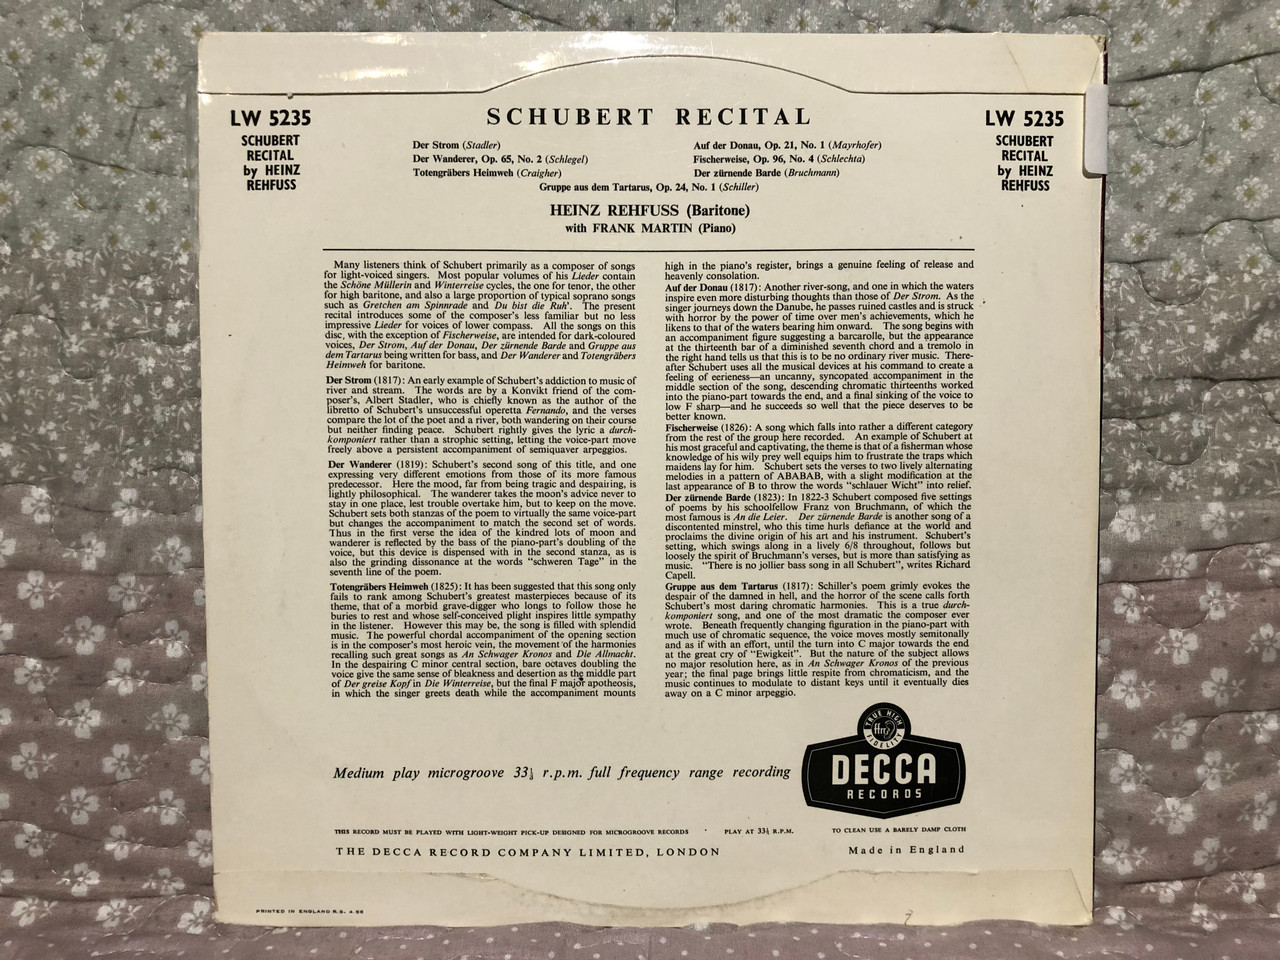 LW 5235
SCHUBERT
RECITAL
by HEINZ
REHFUSS
SCHUBERT RECITAL
Der Strom (Stadler)
Der Wanderer, Op. 65, No. 2 (Schlegel)
Totengräbers Heimweh (Craigher)
Auf der Donau, Op. 21, No. 1 (Mayrhofer)
Fischerweise, Op. 96, No. 4 (Schlechta)
Der zürnende Barde (Bruchmann)
Gruppe aus dem Tartarus, Op. 24, No. 1 (Schiller)
HEINZ REHFUSS (Baritone)
with FRANK MARTIN (Piano)
LW 5235
SCHUBERT
RECITAL
by HEINZ
REHFUSS
Many listeners think of Schubert primarily as a composer of songs
for light-voiced singers. Most popular volumes of his Lieder contain
the Schöne Müllerin and Winterreise cycles, the one for tenor, the other
for high baritone, and also a large proportion of typical soprano songs
such as Gretchen am Spinnrade and Du bist die Ruh'. The present
recital introduces some of the composer's less familiar but no less
impressive Lieder for voices of lower compass. All the songs on this
disc, with the exception of Fischerweise, are intended for dark-coloured
voices, Der Strom, Auf der Donau, Der zürnende Barde and Gruppe aus
dem Tartarus being written for bass, and Der Wanderer and Totengräbers
Heimweh for baritone.
Der Strom (1817): An early example of Schubert's addiction to music of
river and stream. The words are by a Konvikt friend of the com-
poser's, Albert Stadler, who is chiefly known as the author of the
libretto of Schubert's unsuccessful operetta Fernando, and the verses
compare the lot of the poet and a river, both wandering on their course
but neither finding peace. Schubert rightly gives the lyric a durch-
komponiert rather than a strophic setting, letting the voice-part move
freely above a persistent accompaniment of semiquaver arpeggios.
Der Wanderer (1819): Schubert's second song of this title, and one
expressing very different emotions from those of its more famous
predecessor. Here the mood, far from being tragic and despairing, is
lightly philosophical. The wanderer takes the moon's advice never to
stay in one place, lest trouble overtake him, but to keep on the move.
Schubert sets both stanzas of the poem to virtually the same voice-part
but changes the accompaniment to match the second set of words.
Thus in the first verse the idea of the kindred lots of moon and
wanderer is reflected by the bass of the piano-part's doubling of the
voice, but this device is dispensed with in the second stanza, as is
also the grinding dissonance at the words "schweren Tage" in the
seventh line of the poem.
Totengräbers Heimweh (1825): It has been suggested that this song only
fails to rank among Schubert's greatest masterpieces because of its
theme, that of a morbid grave-digger who longs to follow those he
buries to rest and whose self-conceived plight inspires little sympathy
in the listener. However this may be, the song is filled with splendid
music. The powerful chordal accompaniment of the opening section
is in the composer's most heroic vein, the movement of the harmonies
recalling such great songs as An Schwager Kronos and Die Allmacht.
In the despairing C minor central section, bare octaves doubling the
voice give the same sense of bleakness and desertion as the middle part
of Der greise Kopf in Die Winterreise, but the final F major apotheosis,
in which the singer greets death while the accompaniment mounts
high in the piano's register, brings a genuine feeling of release and
heavenly consolation.
Auf der Donau (1817): Another river-song, and one in which the waters
inspire even more disturbing thoughts than those of Der Strom. As the
singer journeys down the Danube, he passes ruined castles and is struck
with horror by the power of time over men's achievements, which he
likens to that of the waters bearing him onward. The song begins with
an accompaniment figure suggesting a barcarolle, but the appearance
at the thirteenth bar of a diminished seventh chord and a tremolo in
the right hand tells us that this is to be no ordinary river music. There-
after Schubert uses all the musical devices at his command to create a
feeling of eerieness—an uncanny, syncopated accompaniment in the
middle section of the song, descending chromatic thirteenths worked
into the piano-part towards the end, and a final sinking of the voice to
low F sharp—and he succeeds so well that the piece deserves to be
better known.
Fischerweise (1826): A song which falls into rather a different category
from the rest of the group here recorded. An example of Schubert at
his most graceful and captivating, the theme is that of a fisherman whose
knowledge of his wily prey well equips him to frustrate the traps which
maidens lay for him. Schubert sets the verses to two lively alternating
melodies in a pattern of ABABAB, with a slight modification at the
last appearance of B to throw the words "schlauer Wicht" into relief.
Der zürnende Barde (1823): In 1822-3 Schubert composed five settings
of poems by his schoolfellow Franz von Bruchmann, of which the
most famous is An die Leier. Der zürnende Barde is another song of a
discontented minstrel, who this time hurls defiance at the world and
proclaims the divine origin of his art and his instrument. Schubert's
setting, which swings along in a lively 6/8 throughout, follows but
loosely the spirit of Bruchmann's verses, but is more than satisfying as
music. "There is no jollier bass song in all Schubert", writes Richard
Capell.
Gruppe aus dem Tartarus (1817): Schiller's poem grimly evokes the
despair of the damned in hell, and the horror of the scene calls forth
Schubert's most daring chromatic harmonies. This is a true durch-
komponiert song, and one of the most dramatic the composer ever
wrote. Beneath frequently changing figuration in the piano-part with
much use of chromatic sequence, the voice moves mostly semitonally
and as if with an effort, until the turn into C major towards the end
at the great cry of "Ewigkeit". But the nature of the subject allows
no major resolution here, as in An Schwager Kronos of the previous
year; the final page brings little respite from chromaticism, and the
music continues to modulate to distant keys until it eventually dies
away on a C minor arpeggio.
Medium play microgroove 33⅓ r.p.m. full frequency range recording
TRUE HIGH FIDELITY
ffrr
DECCA
RECORDS
THIS RECORD MUST BE PLAYED WITH LIGHT-WEIGHT PICK-UP DESIGNED FOR MICROGROOVE RECORDS · PLAY AT 33⅓ R.P.M. TO CLEAN USE A BARELY DAMP CLOTH
THE DECCA RECORD COMPANY LIMITED, LONDON
Made in England
PRINTED IN ENGLAND R.S. 4.56
7